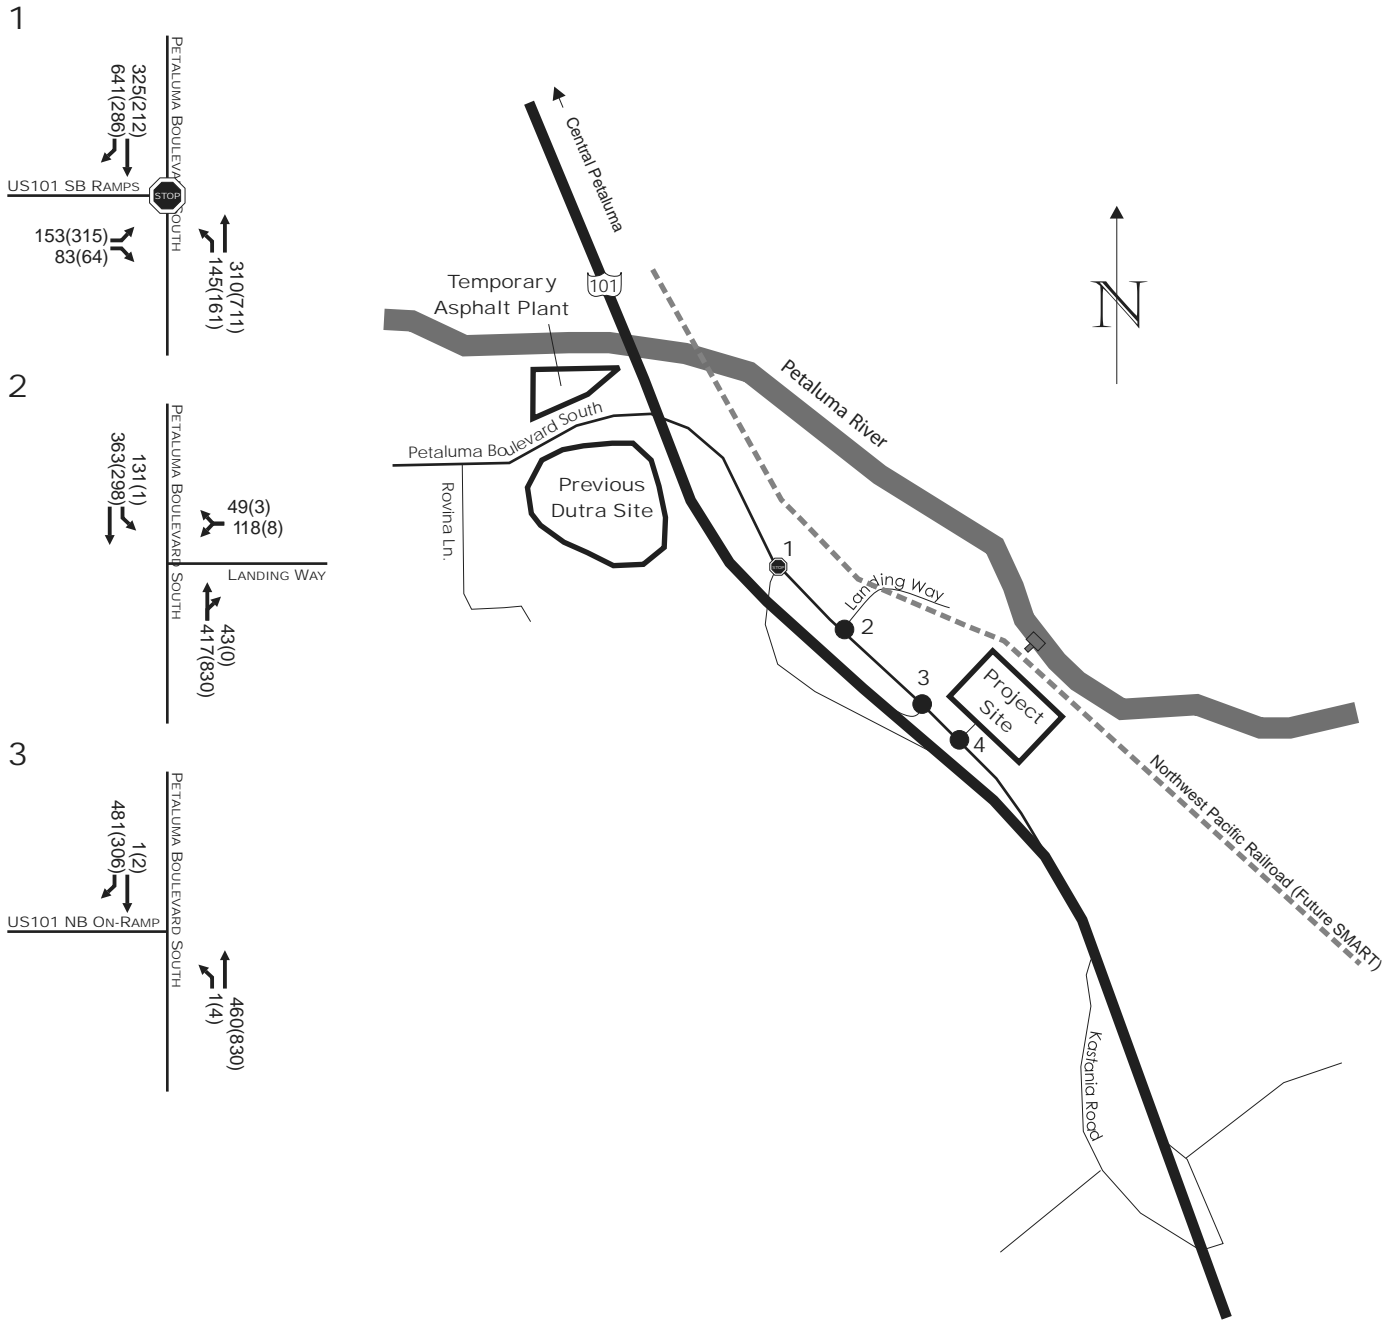 1
PETALUMA BOULEVA
OUTH
325(212)
641(286)
US101 SB RAMPS
STOP
153(315)
83(64)
310(711)
145(161)
2
PETALUMA BOULEVARD SOUTH
131(1)
363(298)
49(3)
118(8)
LANDING WAY
43(0)
417(830)
3
PETALUMA BOULEVARD SOUTH
1(2)
481(306)
US101 NB ON-RAMP
460(830)
1(4)
Central Petaluma
101
Temporary
Asphalt Plant
N
Petaluma River
Petaluma Boulevard South
Previous
Dutra Site
Rovina Ln.
1
STOP
Landing Way
2
3
Project
Site
4
Northwest Pacific Railroad (Future SMART)
Kastania Road